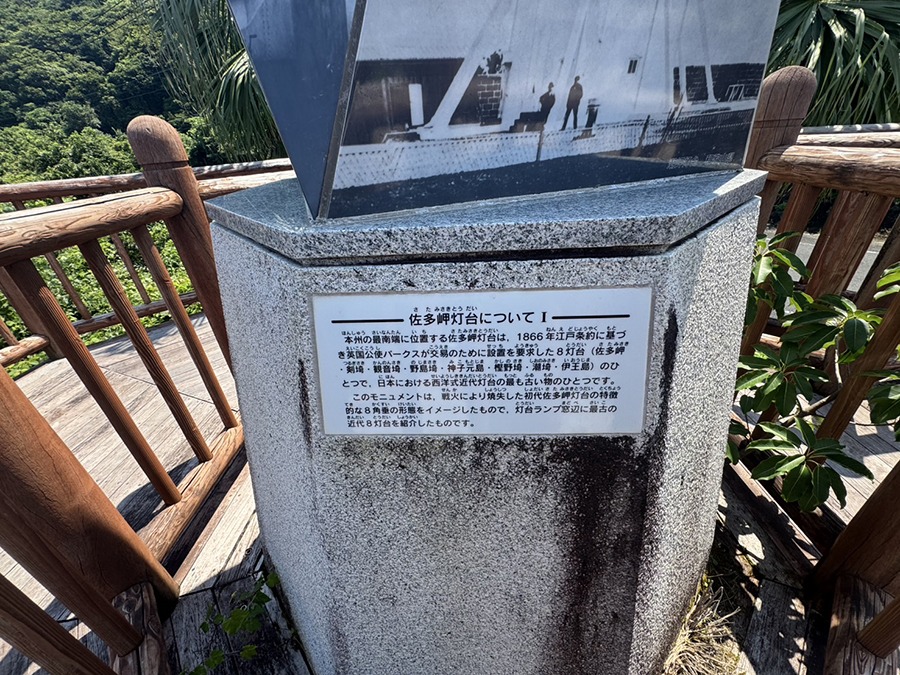 佐多岬灯台について I
本州の最南端に位置する佐多岬灯台は、1866年江戸条約に基づ
き英国公使パークスが交易のために設置を要求した8灯台（佐多岬
・剣埼・観音埼・野島埼・神子元島・樫野埼・潮埼・伊王島）のひ
とつで、日本における西洋式近代灯台の最も古い物のひとつです。
このモニュメントは、戦火により焼失した初代佐多岬灯台の特徴
的な8角垂の形態をイメージしたもので、灯台ランプ窓辺に最古の
近代8灯台を紹介したものです。